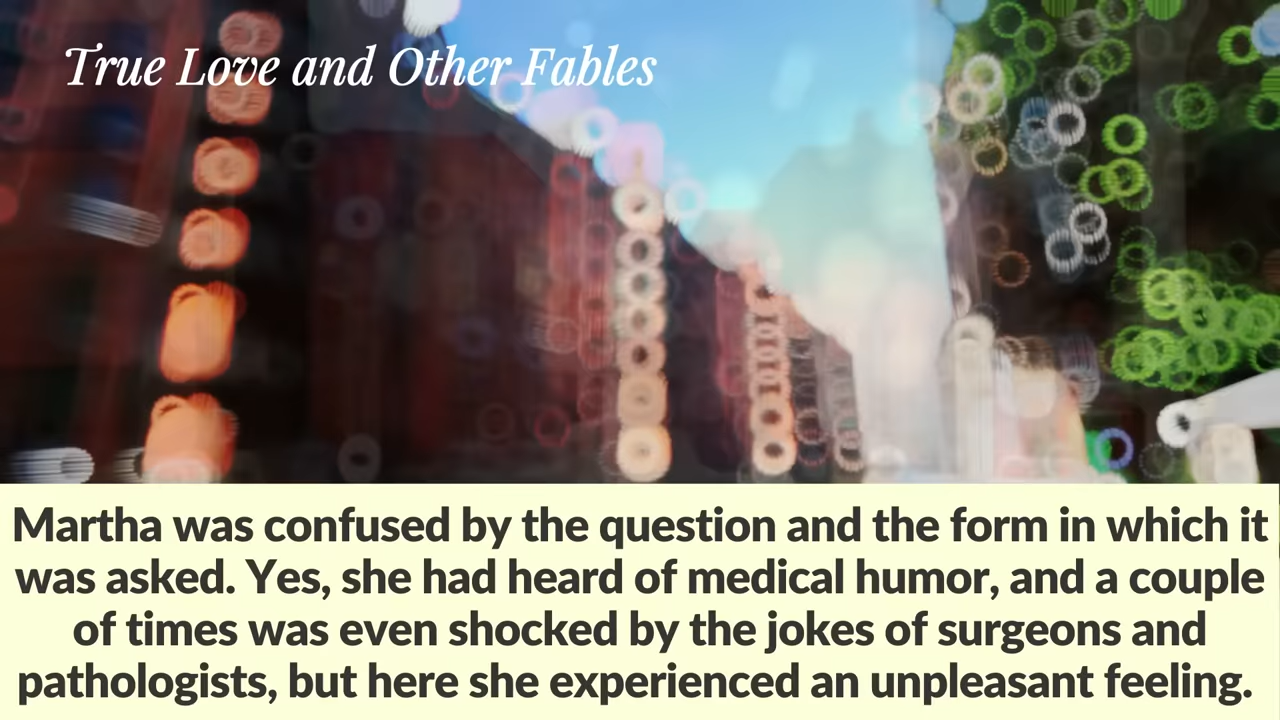 True Love and Other Fables
Martha was confused by the question and the form in which it
was asked. Yes, she had heard of medical humor, and a couple
of times was even shocked by the jokes of surgeons and
pathologists, but here she experienced an unpleasant feeling.